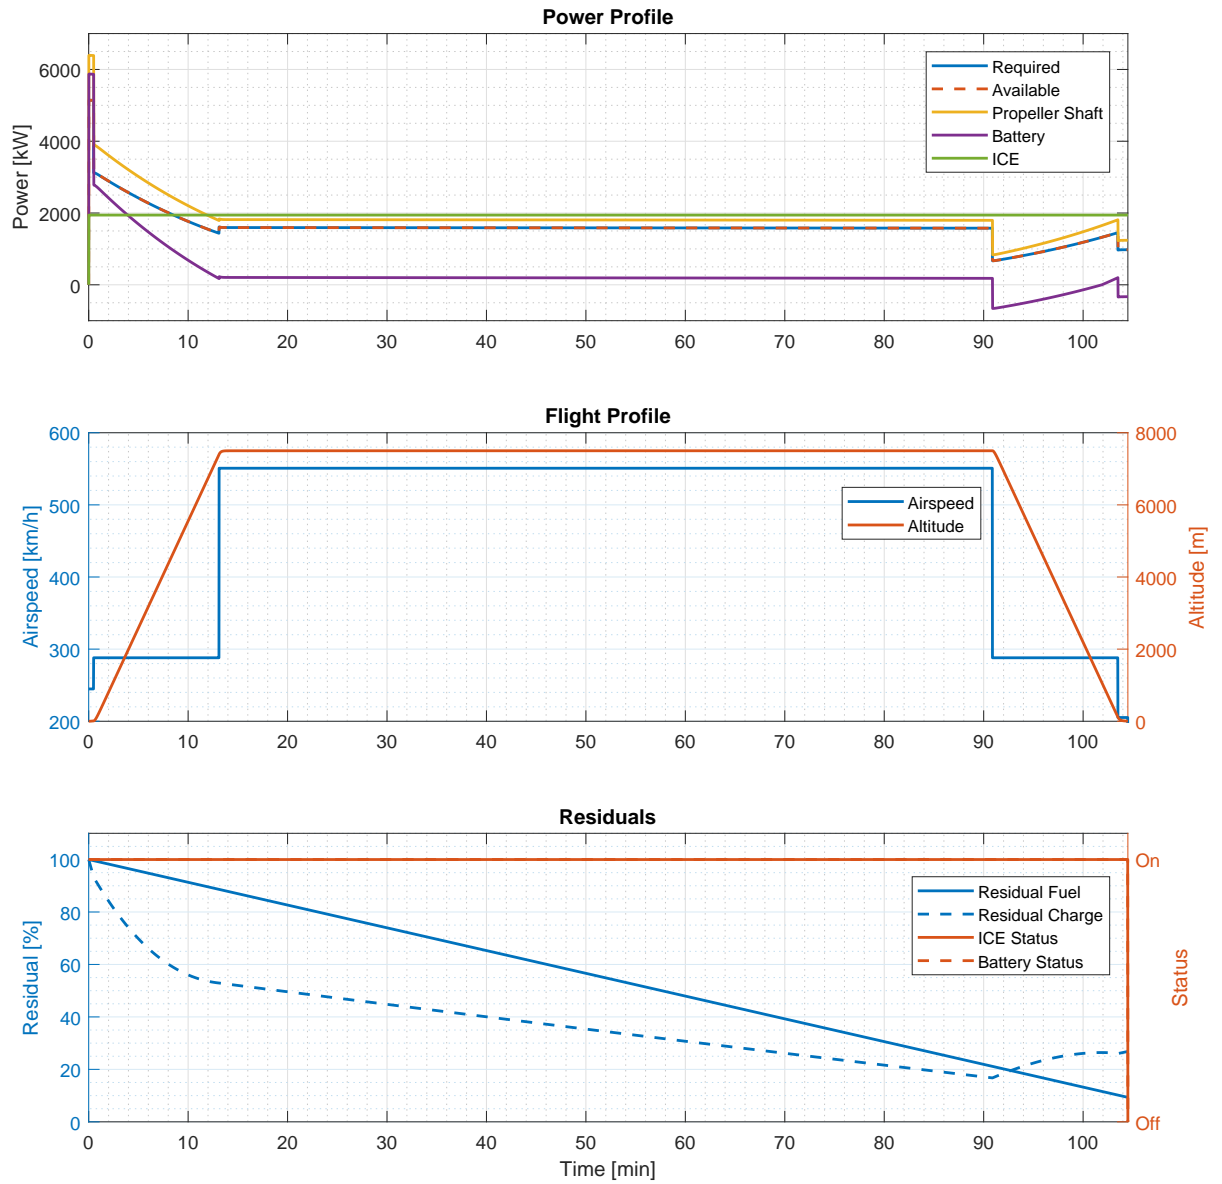 Power Profile
Power [kW]
6000
4000
2000
0
Required
Available
Propeller Shaft
Battery
ICE
0 10 20 30 40 50 60 70 80 90 100
Flight Profile
Airspeed [km/h]
600
500
400
300
200
Airspeed
Altitude
8000
6000
4000
2000
0
Altitude [m]
0 10 20 30 40 50 60 70 80 90 100
Residuals
Residual [%]
100
80
60
40
20
0
Residual Fuel
Residual Charge
ICE Status
Battery Status
On
Off
Status
0 10 20 30 40 50 60 70 80 90 100
Time [min]